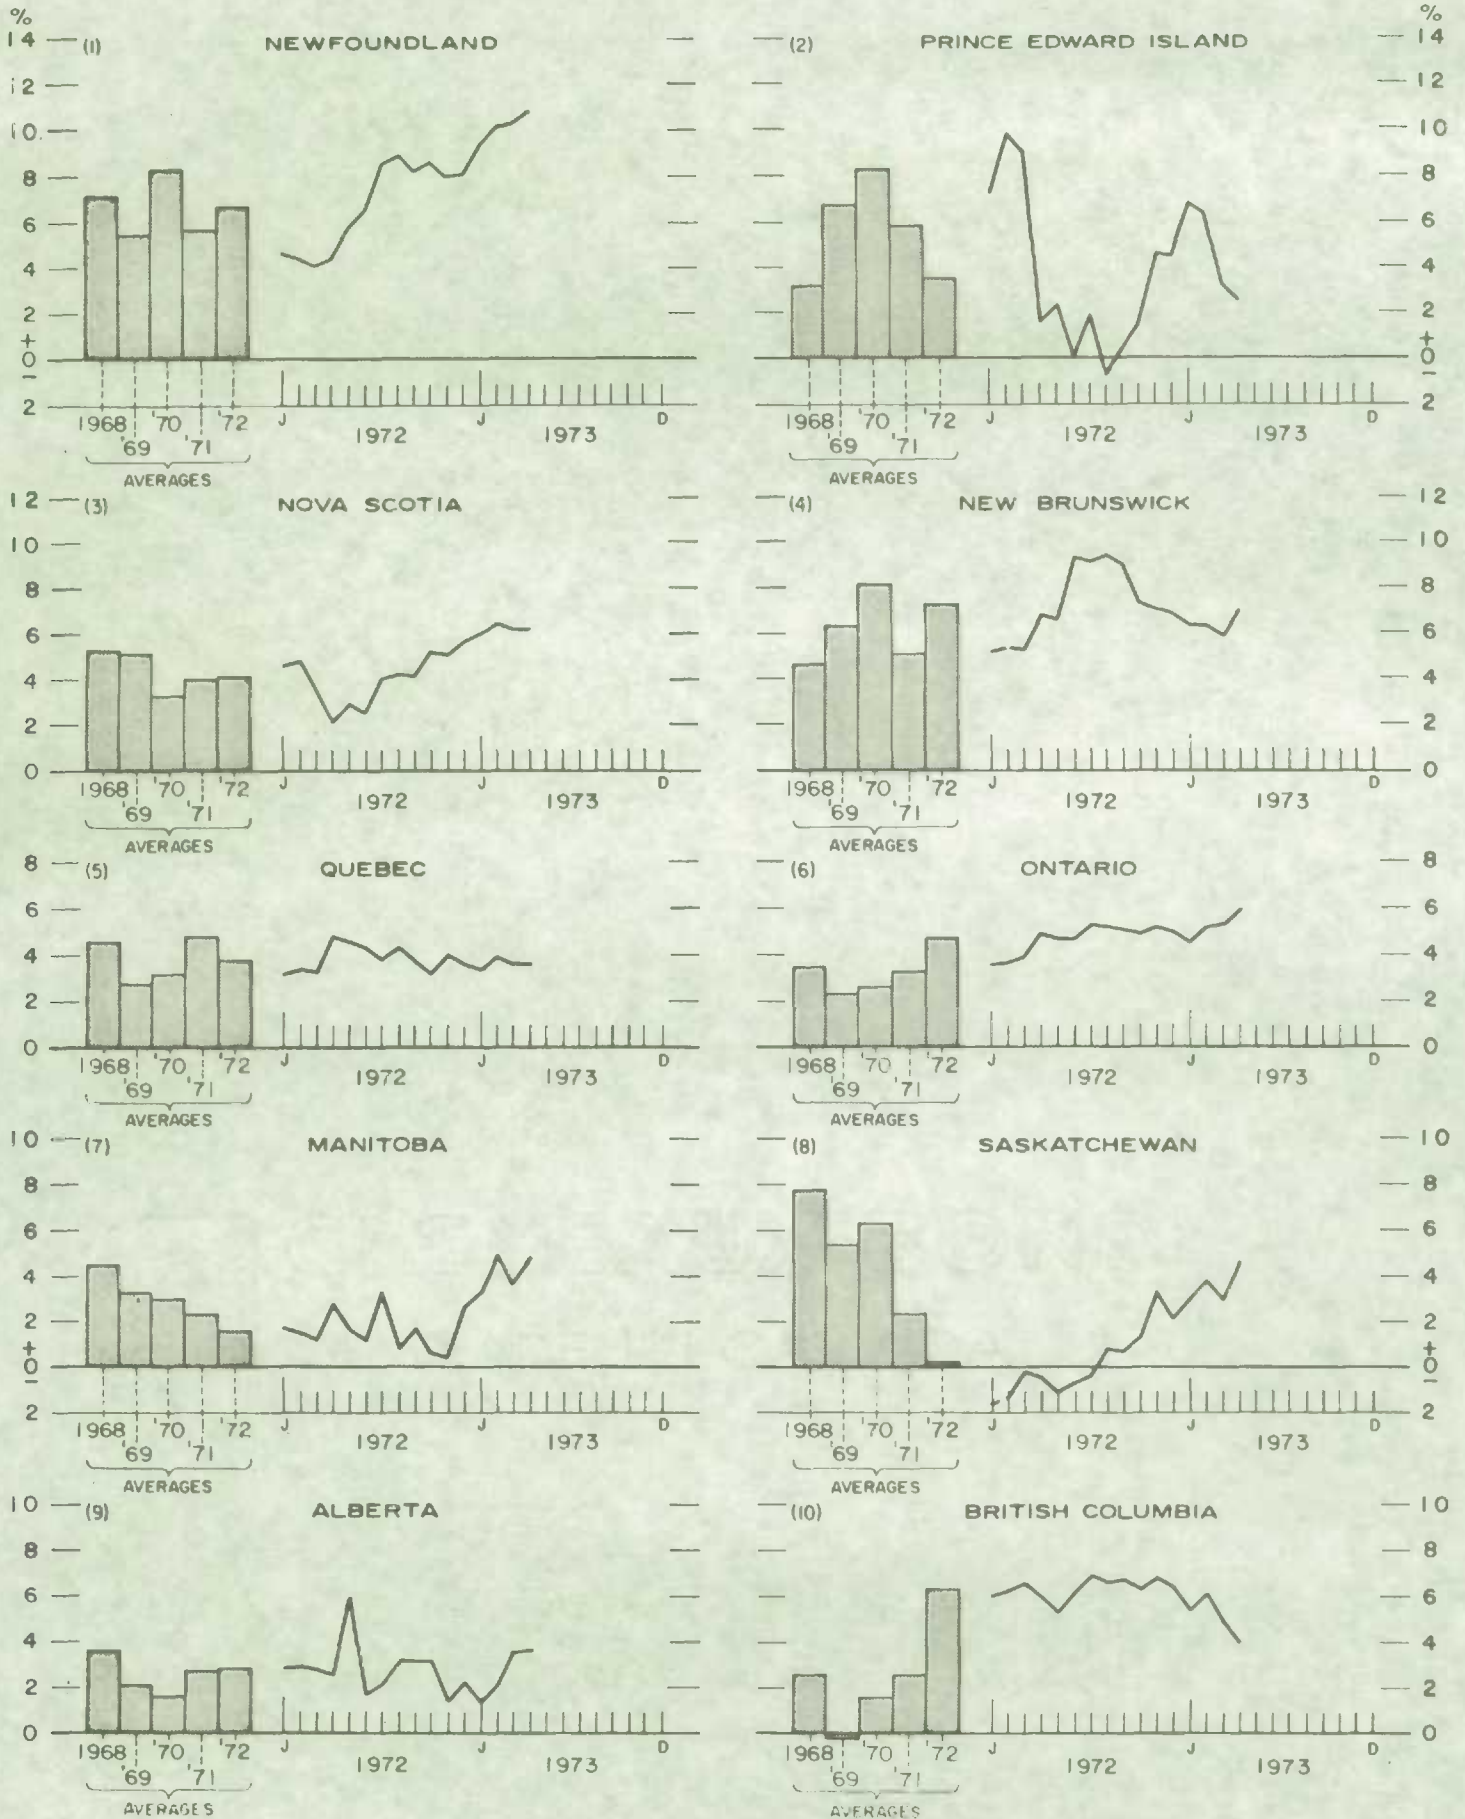 %
14
12
10
8
6
4
2
+
0
−
2
(1) NEWFOUNDLAND
1968 '69 '70 '71 '72
AVERAGES
J 1972 J 1973 D
%
14
12
10
8
6
4
2
+
0
−
2
(2) PRINCE EDWARD ISLAND
1968 '69 '70 '71 '72
AVERAGES
J 1972 J 1973 D
12
10
8
6
4
2
0
(3) NOVA SCOTIA
1968 '69 '70 '71 '72
AVERAGES
J 1972 J 1973 D
(4) NEW BRUNSWICK
12
10
8
6
4
2
0
1968 '69 '70 '71 '72
AVERAGES
J 1972 J 1973 D
8
6
4
2
0
(5) QUEBEC
1968 '69 '70 '71 '72
AVERAGES
J 1972 J 1973 D
(6) ONTARIO
8
6
4
2
0
1968 '69 '70 '71 '72
AVERAGES
J 1972 J 1973 D
10
8
6
4
2
+
0
−
2
(7) MANITOBA
1968 '69 '70 '71 '72
AVERAGES
J 1972 J 1973 D
(8) SASKATCHEWAN
10
8
6
4
2
+
0
−
2
1968 '69 '70 '71 '72
AVERAGES
J 1972 J 1973 D
10
8
6
4
2
0
(9) ALBERTA
1968 '69 '70 '71 '72
AVERAGES
J 1972 J 1973 D
(10) BRITISH COLUMBIA
10
8
6
4
2
0
1968 '69 '70 '71 '72
AVERAGES
J 1972 J 1973 D